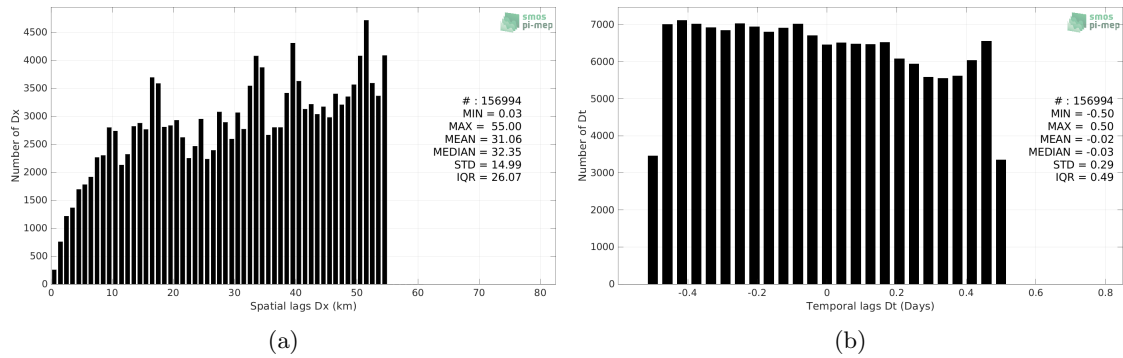 smos
pi-mep
4500
4000
3500
3000
2500
2000
1500
1000
500
0
Number of Dx
# : 156994
MIN = 0.03
MAX = 55.00
MEAN = 31.06
MEDIAN = 32.35
STD = 14.99
IQR = 26.07
0 10 20 30 40 50 60 70 80
Spatial lags Dx (km)
(a)
smos
pi-mep
7000
6000
5000
4000
3000
2000
1000
0
Number of Dt
# : 156994
MIN = -0.50
MAX = 0.50
MEAN = -0.02
MEDIAN = -0.03
STD = 0.29
IQR = 0.49
-0.4 -0.2 0 0.2 0.4 0.6 0.8
Temporal lags Dt (Days)
(b)